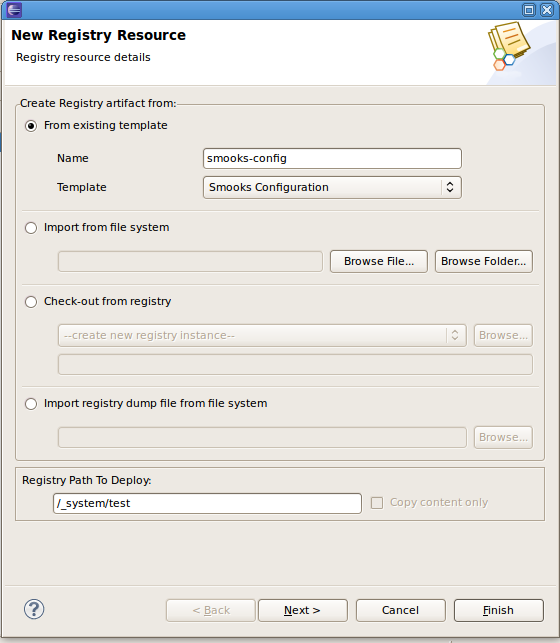 New Registry Resource
Registry resource details
Create Registry artifact from:
From existing template
Name smooks-config
Template Smooks Configuration
Import from file system
Browse File... Browse Folder...
Check-out from registry
--create new registry instance-- Browse...
Import registry dump file from file system
Browse...
Registry Path To Deploy:
/_system/test Copy content only
? < Back Next > Cancel Finish